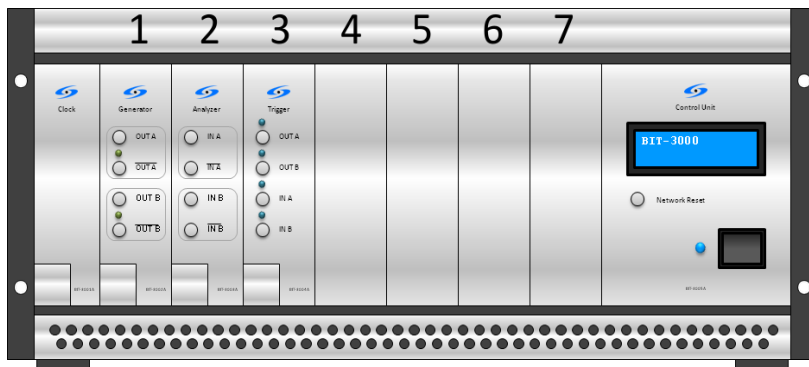 1 2 3 4 5 6 7
Clock
Generator
OUT A
OUT A
OUT B
OUT B
Analyzer
IN A
IN A
IN B
IN B
Trigger
OUT A
OUT B
IN A
IN B
Control Unit
BIT-3000
Network Reset